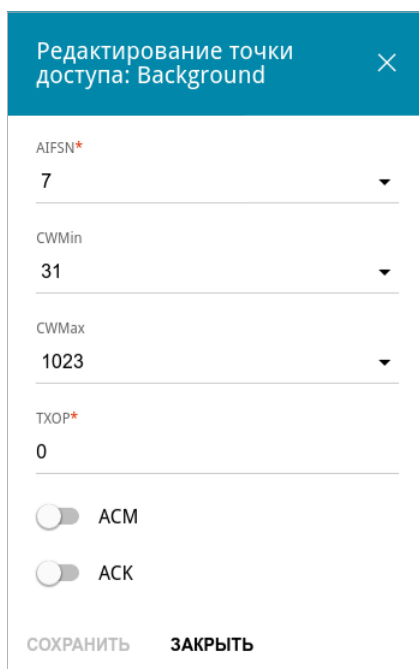 Редактирование точки
доступа: Background
AIFSN*
7
CWMin
31
CWMax
1023
TXOP*
0
ACM
ACK
СОХРАНИТЬ ЗАКРЫТЬ